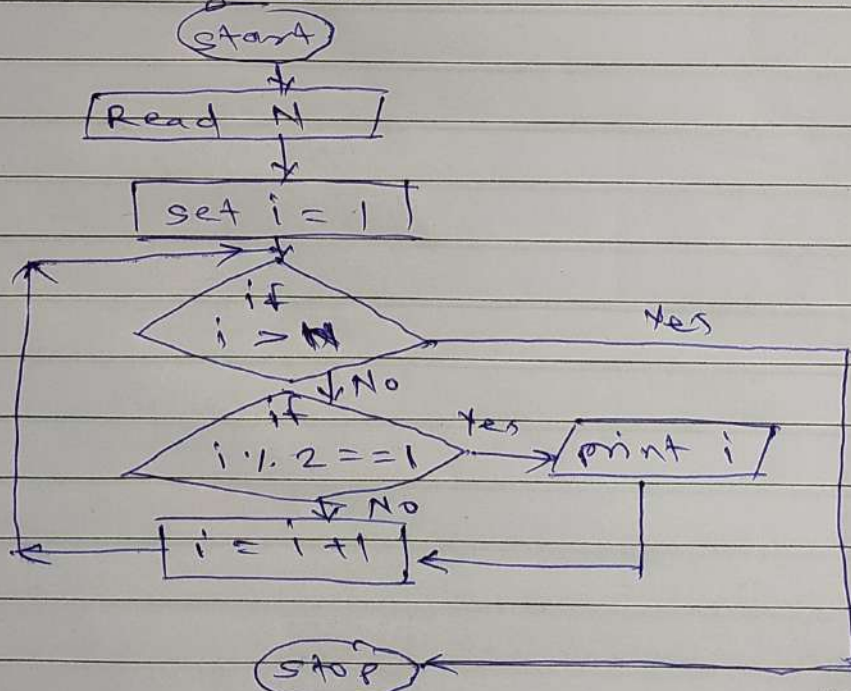 start
Read N
set i = 1
if
i > N
Yes
No
if
i % 2 == 1
Yes
print i
No
i = i + 1
stop